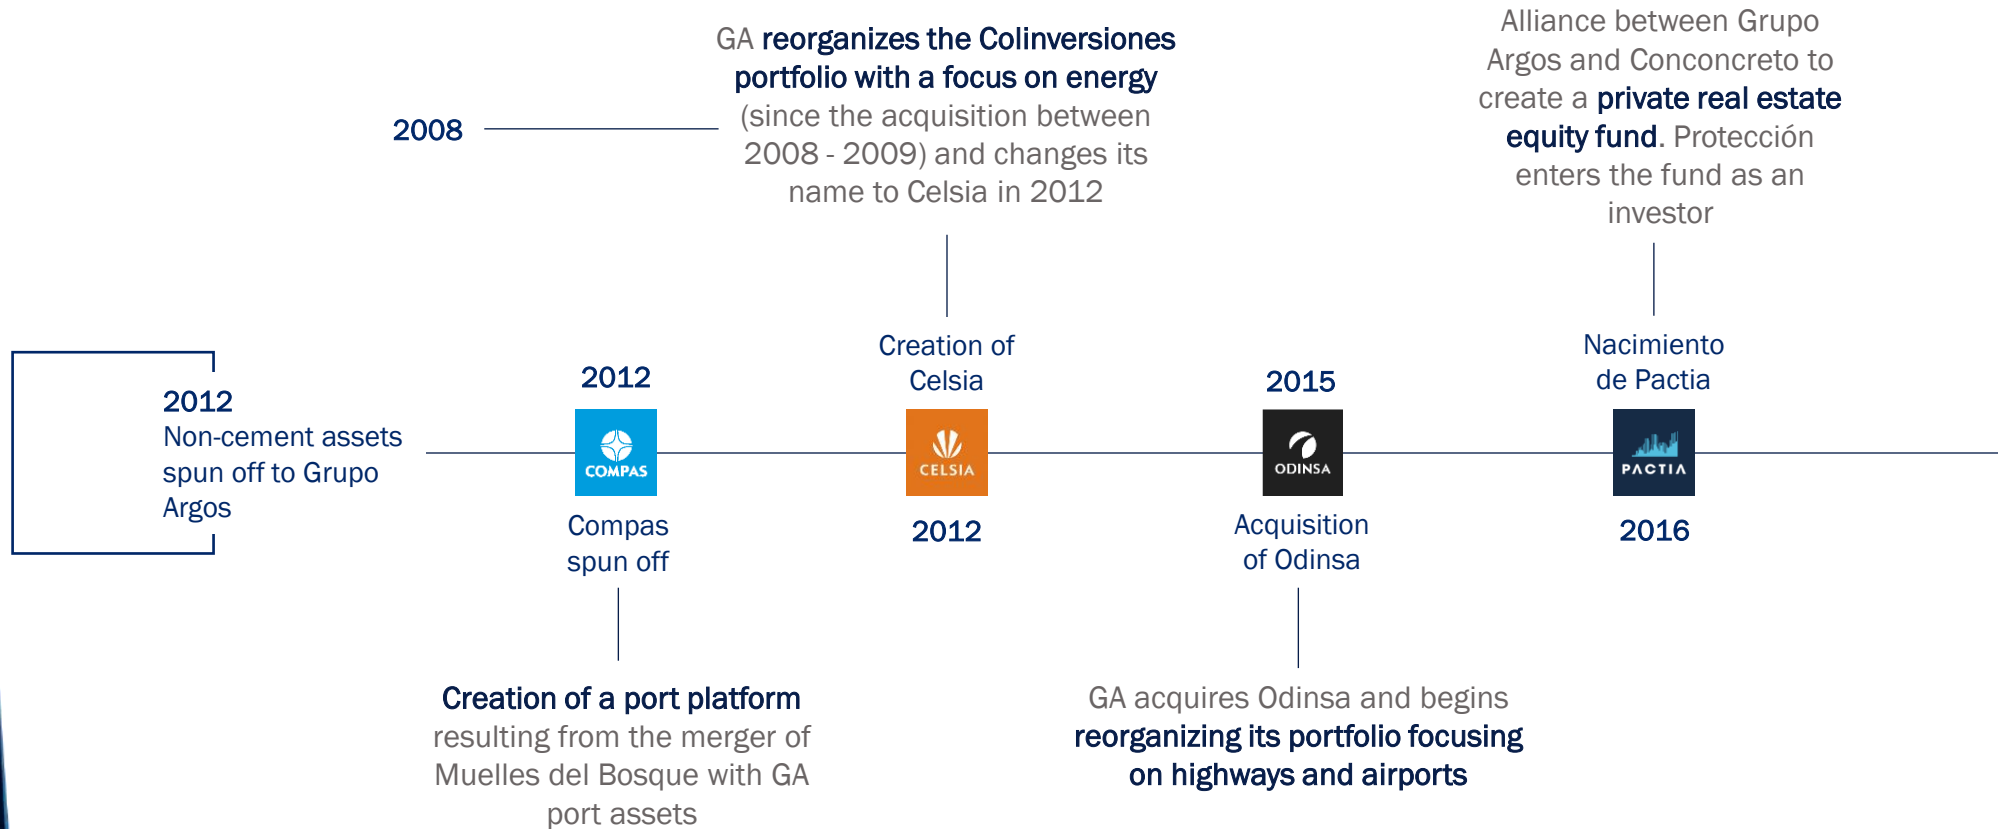 GA reorganizes the Colinversiones
portfolio with a focus on energy
(since the acquisition between
2008 - 2009) and changes its
name to Celsia in 2012
2008
Alliance between Grupo
Argos and Conconcreto to
create a private real estate
equity fund. Protección
enters the fund as an
investor
2012
Non-cement assets
spun off to Grupo
Argos
2012
COMPAS
Compas
spun off
Creation of a port platform
resulting from the merger of
Muelles del Bosque with GA
port assets
Creation of
Celsia
CELSIA
2012
2015
ODINSA
Acquisition
of Odinsa
GA acquires Odinsa and begins
reorganizing its portfolio focusing
on highways and airports
Nacimiento
de Pactia
PACTIA
2016